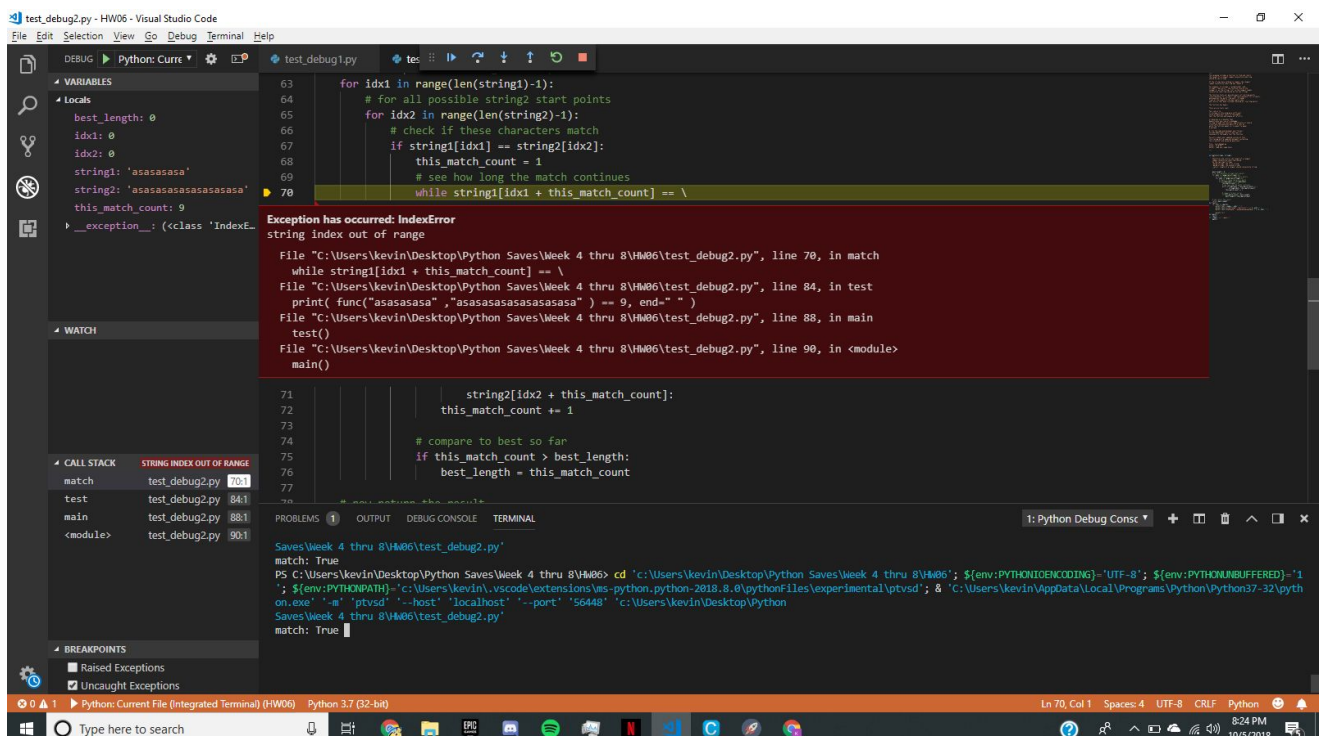 test_debug2.py - HW06 - Visual Studio Code
File Edit Selection View Go Debug Terminal Help
DEBUG Python: Curre
test_debug1.py
tes
VARIABLES
Locals
best_length: 0
idx1: 0
idx2: 0
string1: 'asasasasa'
string2: 'asasasasasasasasa'
this_match_count: 9
__exception__: (<class 'IndexE…
63 for idx1 in range(len(string1)-1):
64 # for all possible string2 start points
65 for idx2 in range(len(string2)-1):
66 # check if these characters match
67 if string1[idx1] == string2[idx2]:
68 this_match_count = 1
69 # see how long the match continues
70 while string1[idx1 + this_match_count] == \
Exception has occurred: IndexError
string index out of range
File "C:\Users\kevin\Desktop\Python Saves\Week 4 thru 8\HW06\test_debug2.py", line 70, in match
while string1[idx1 + this_match_count] == \
File "C:\Users\kevin\Desktop\Python Saves\Week 4 thru 8\HW06\test_debug2.py", line 84, in test
print( func("asasasasa" ,"asasasasasasasasa" ) == 9, end=" " )
File "C:\Users\kevin\Desktop\Python Saves\Week 4 thru 8\HW06\test_debug2.py", line 88, in main
test()
File "C:\Users\kevin\Desktop\Python Saves\Week 4 thru 8\HW06\test_debug2.py", line 90, in <module>
main()
71 string2[idx2 + this_match_count]:
72 this_match_count += 1
73
74 # compare to best so far
75 if this_match_count > best_length:
76 best_length = this_match_count
77
78 # now return the result
WATCH
CALL STACK STRING INDEX OUT OF RANGE
match test_debug2.py 70:1
test test_debug2.py 84:1
main test_debug2.py 88:1
<module> test_debug2.py 90:1
BREAKPOINTS
Raised Exceptions
Uncaught Exceptions
PROBLEMS 1 OUTPUT DEBUG CONSOLE TERMINAL
1: Python Debug Consc
Saves\Week 4 thru 8\HW06\test_debug2.py'
match: True
PS C:\Users\kevin\Desktop\Python Saves\Week 4 thru 8\HW06> cd 'c:\Users\kevin\Desktop\Python Saves\Week 4 thru 8\HW06'; ${env:PYTHONIOENCODING}='UTF-8'; ${env:PYTHONUNBUFFERED}='1
'; ${env:PYTHONPATH}='c:\Users\kevin\.vscode\extensions\ms-python.python-2018.8.0\pythonFiles\experimental\ptvsd'; & 'C:\Users\kevin\AppData\Local\Programs\Python\Python37-32\pyth
on.exe' '-m' 'ptvsd' '--host' 'localhost' '--port' '56448' 'c:\Users\kevin\Desktop\Python
Saves\Week 4 thru 8\HW06\test_debug2.py'
match: True
0 1 Python: Current File (Integrated Terminal) (HW06) Python 3.7 (32-bit)
Ln 70, Col 1 Spaces: 4 UTF-8 CRLF Python
Type here to search
EPIC
8:24 PM
10/5/2018